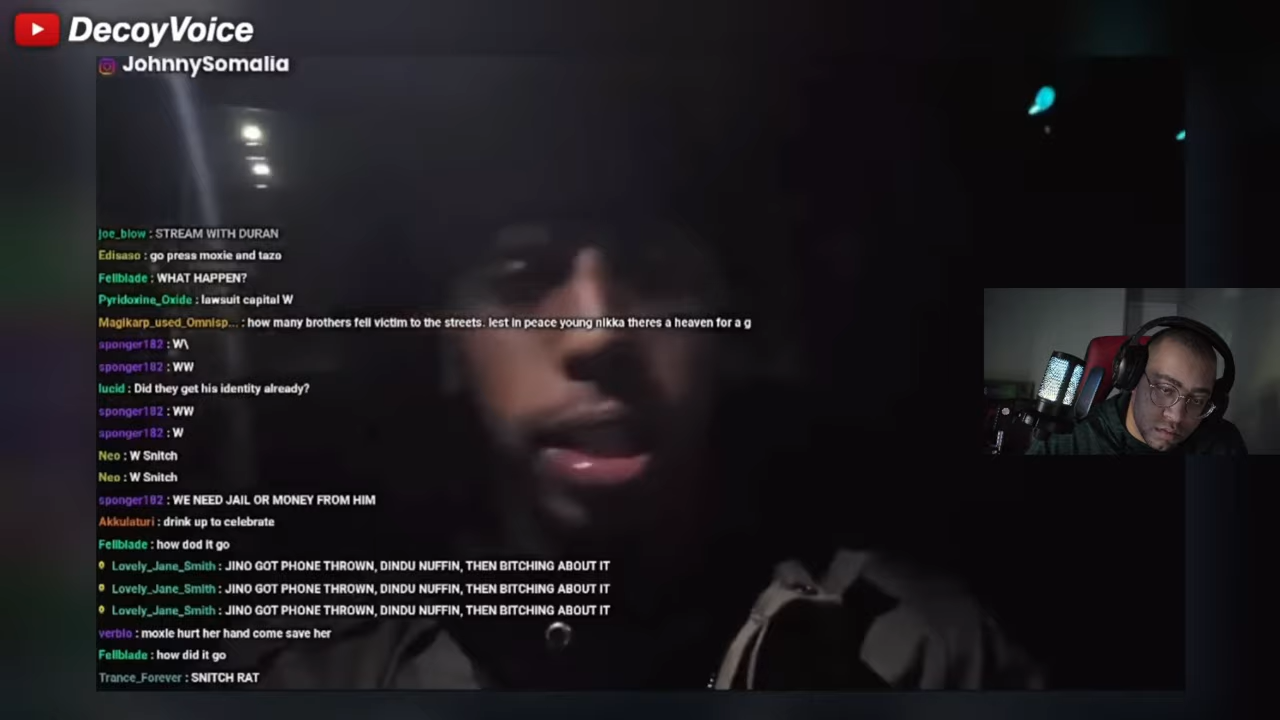 DecoyVoice
JohnnySomalia
joe_blow : STREAM WITH DURAN
Edisaso : go press moxie and tazo
Fellblade : WHAT HAPPEN?
Pyridoxine_Oxide : lawsuit capital W
Magikarp_used_Omnisp... : how many brothers fell victim to the streets. lest in peace young nikka theres a heaven for a g
sponger182 : W\
sponger182 : WW
lucid : Did they get his identity already?
sponger182 : WW
sponger182 : W
Neo : W Snitch
Neo : W Snitch
sponger182 : WE NEED JAIL OR MONEY FROM HIM
Akkulaturi : drink up to celebrate
Fellblade : how dod it go
Lovely_Jane_Smith : JINO GOT PHONE THROWN, DINDU NUFFIN, THEN BITCHING ABOUT IT
Lovely_Jane_Smith : JINO GOT PHONE THROWN, DINDU NUFFIN, THEN BITCHING ABOUT IT
Lovely_Jane_Smith : JINO GOT PHONE THROWN, DINDU NUFFIN, THEN BITCHING ABOUT IT
verblo : moxle hurt her hand come save her
Fellblade : how did it go
Trance_Forever : SNITCH RAT